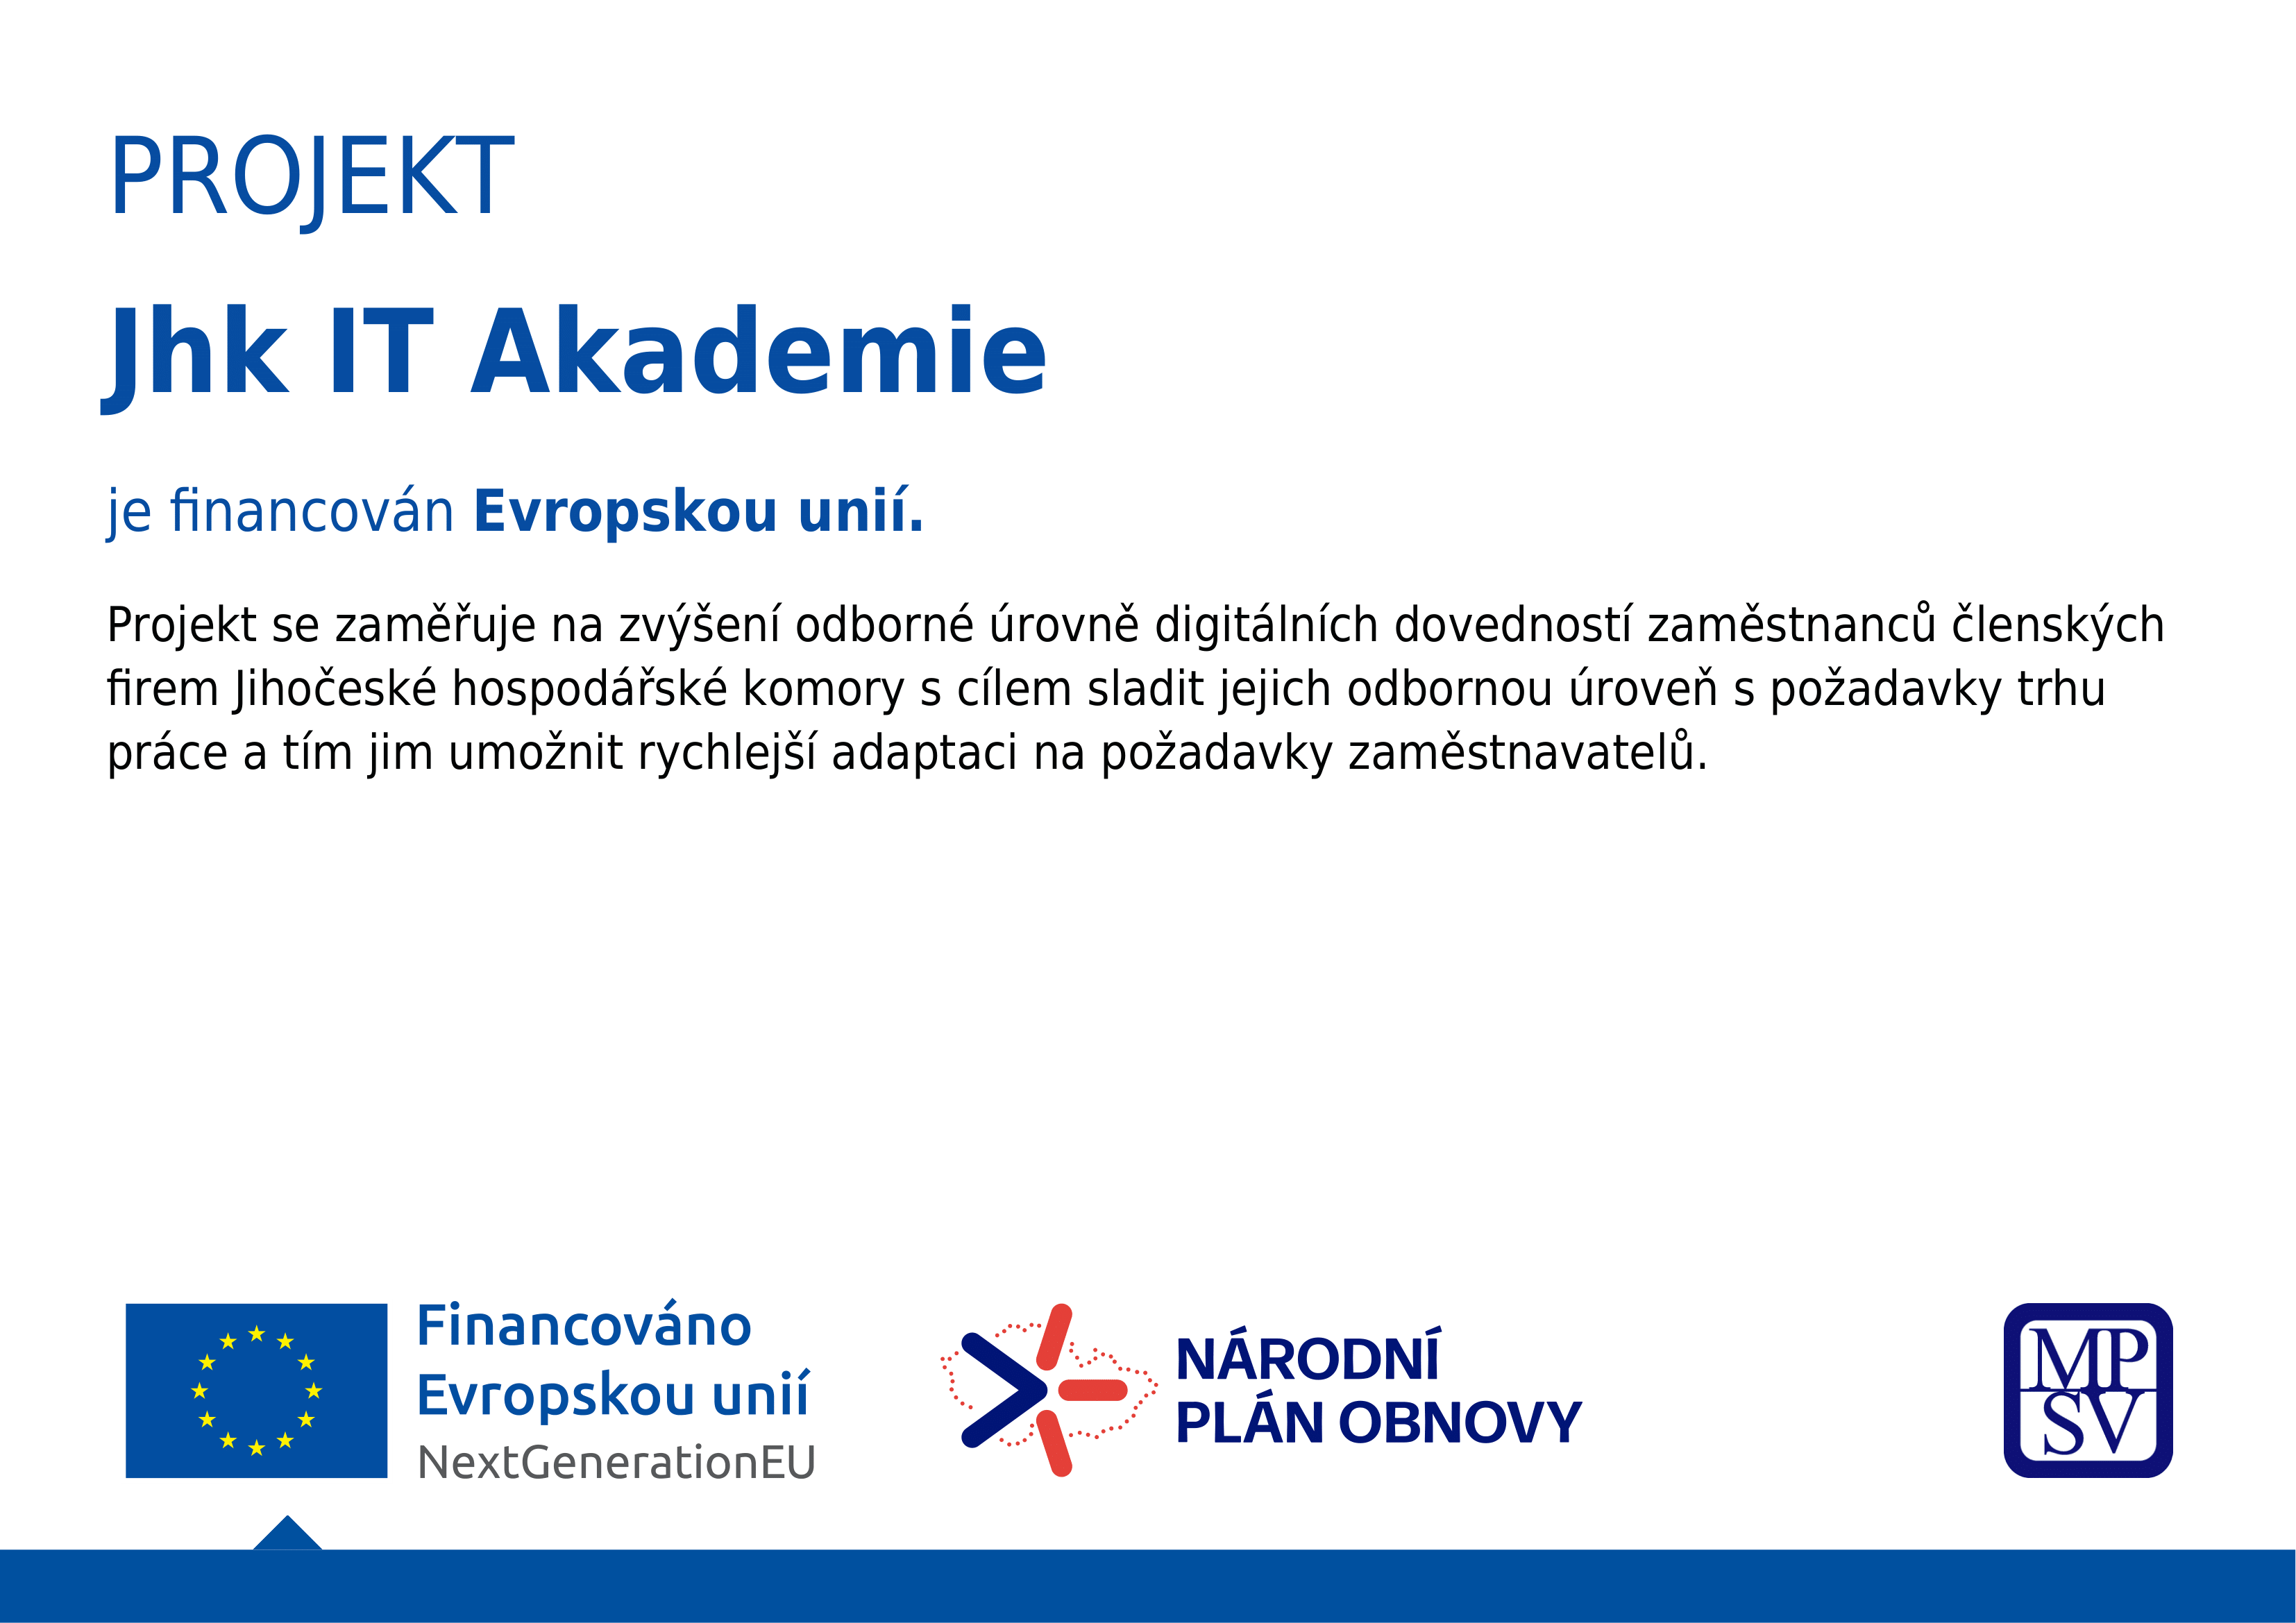 PROJEKT
Jhk IT Akademie
je financován Evropskou unií.
Projekt se zaměřuje na zvýšení odborné úrovně digitálních dovedností zaměstnanců členských
firem Jihočeské hospodářské komory s cílem sladit jejich odbornou úroveň s požadavky trhu
práce a tím jim umožnit rychlejší adaptaci na požadavky zaměstnavatelů.
Financováno
Evropskou unií
NextGenerationEU
NÁRODNÍ
PLÁN OBNOVY
MP
SV